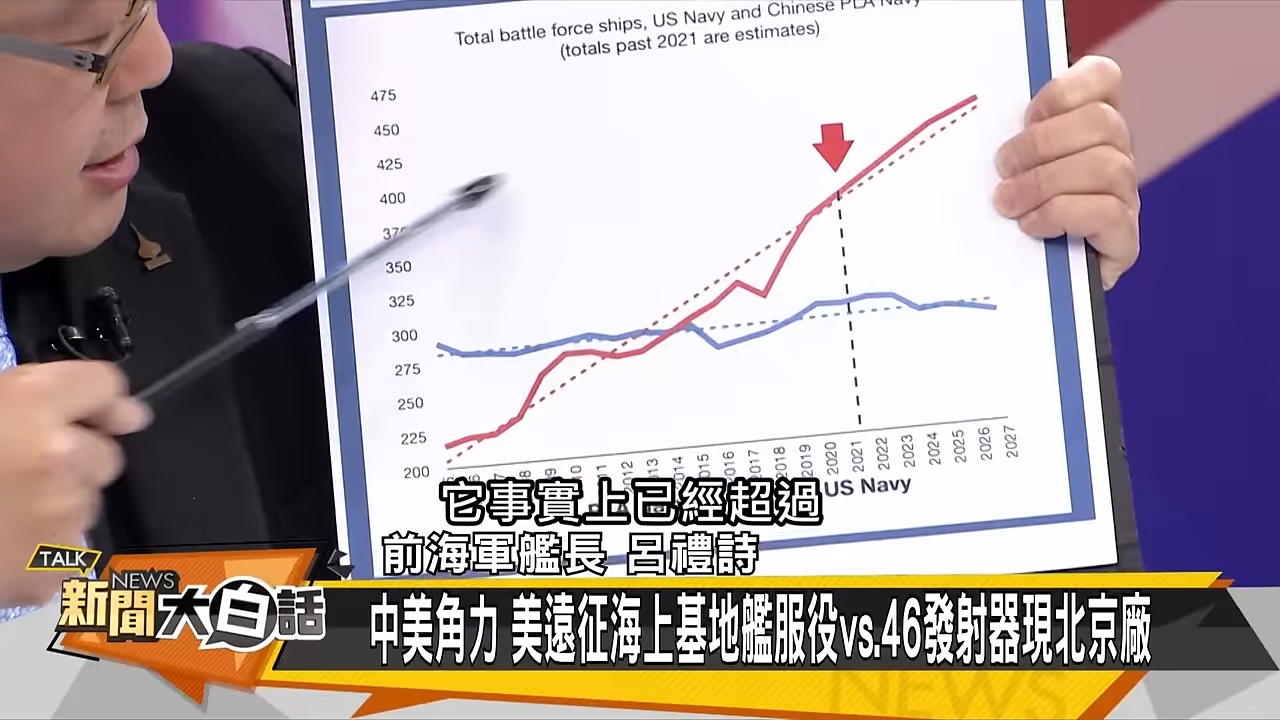 Total battle force ships, US Navy and Chinese PLA Navy
(totals past 2021 are estimates)
475
450
425
400
350
325
300
275
250
225
200
2012
2013
2014
2015
2016
2017
2018
2019
2020
2021
2022
2023
2024
2025
2026
2027
US Navy
它事實上已經超過
前海軍艦長 呂禮詩
TALK
NEWS
新聞大白話
中美角力 美遠征海上基地艦服役vs.46發射器現北京廠
NEWS